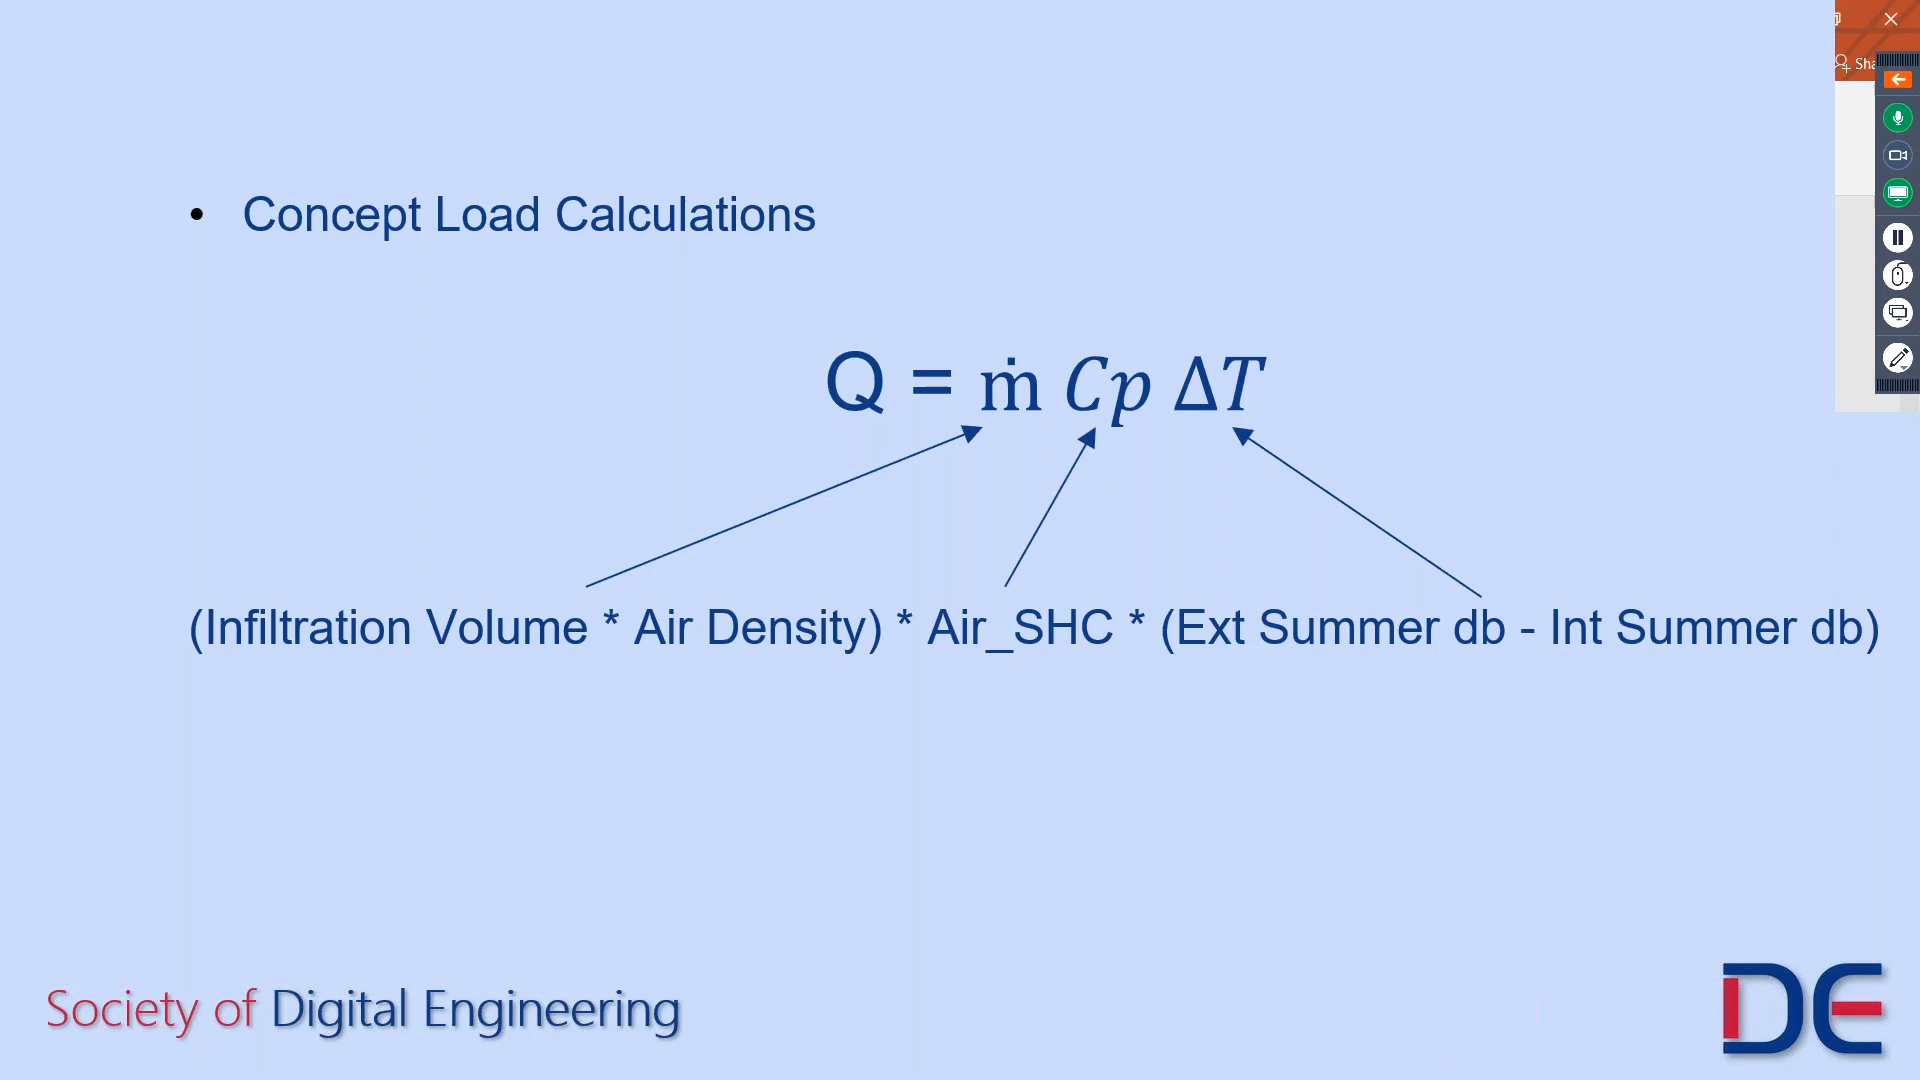 Sha
• Concept Load Calculations
Q = ṁ Cp ΔT
(Infiltration Volume * Air Density) * Air_SHC * (Ext Summer db - Int Summer db)
Society of Digital Engineering
DE